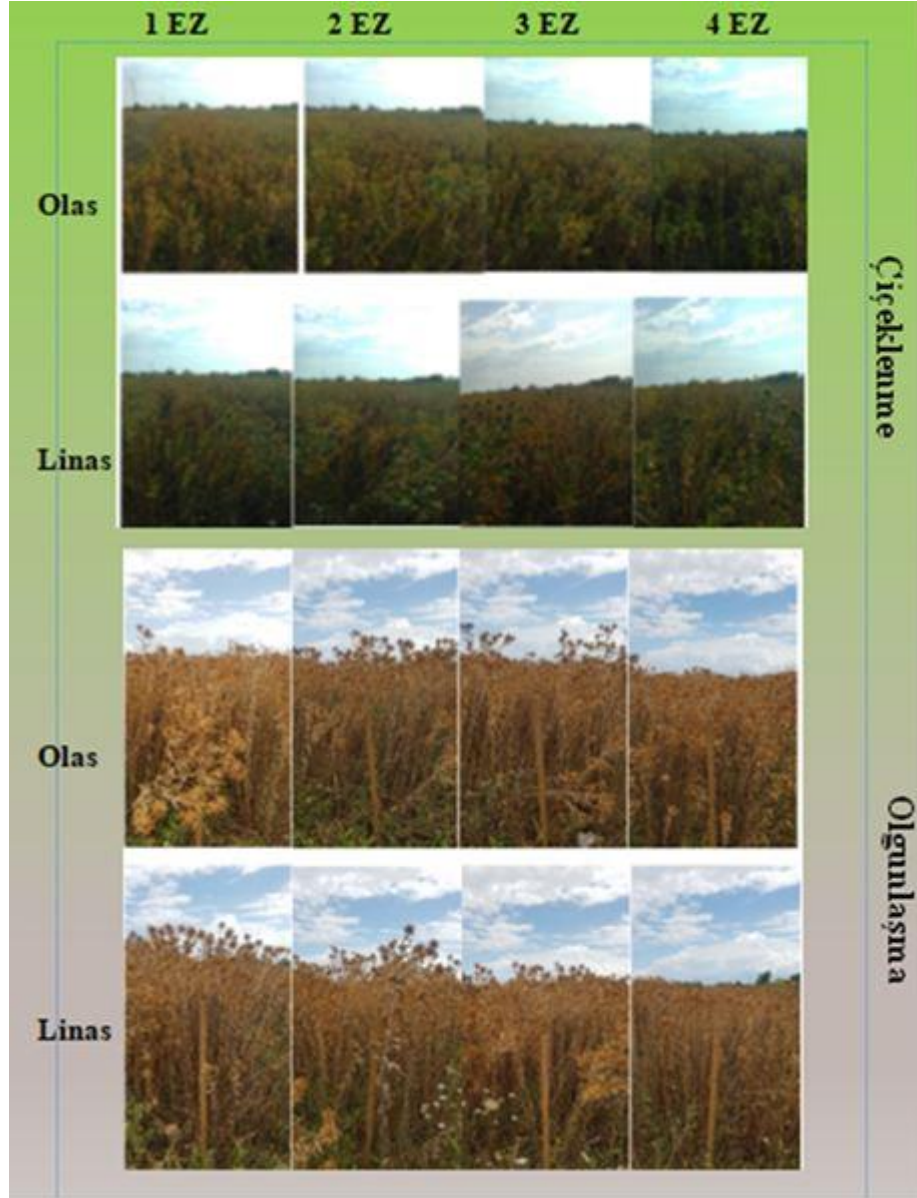 1 EZ 2 EZ 3 EZ 4 EZ
Olas
Çiçeklenme
Linas
Olas
Olgunlaşma
Linas